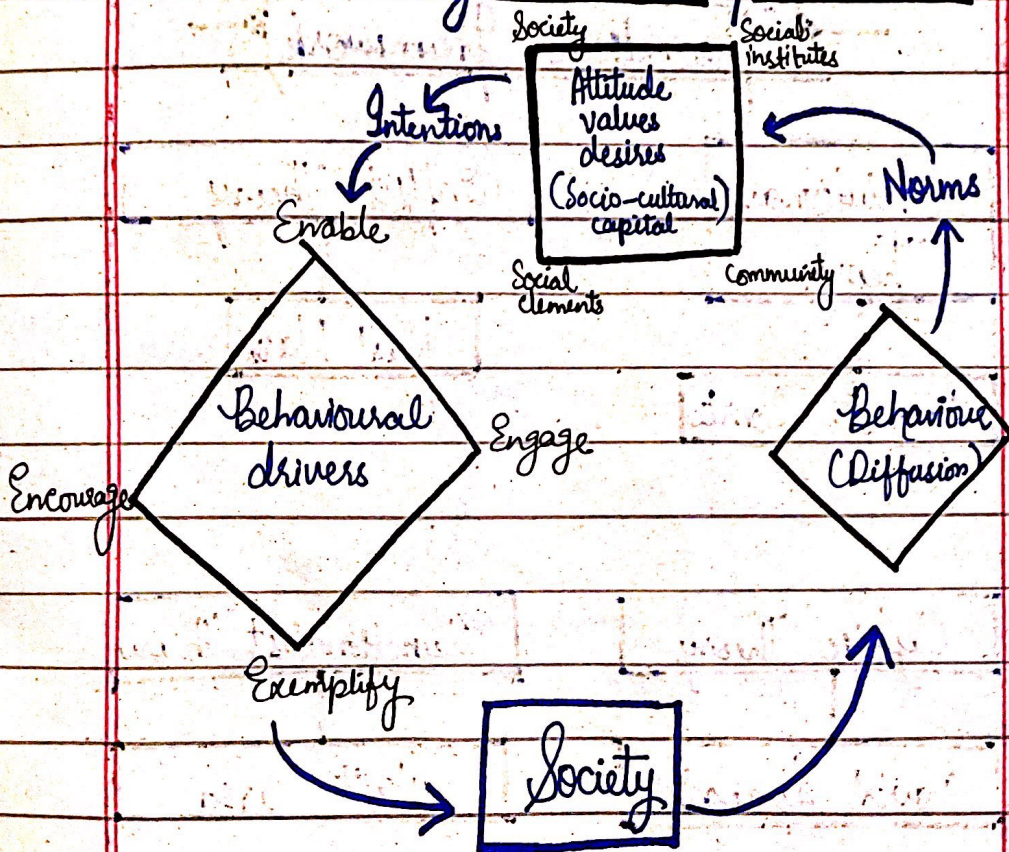 Society
Social
institutes
Attitude
values
desires
(Socio-cultural)
capital
Social
elements
Community
Intentions
Norms
Enable
Behavioural
drivers
Engage
Encourage
Exemplify
Behaviour
(Diffusion)
Society